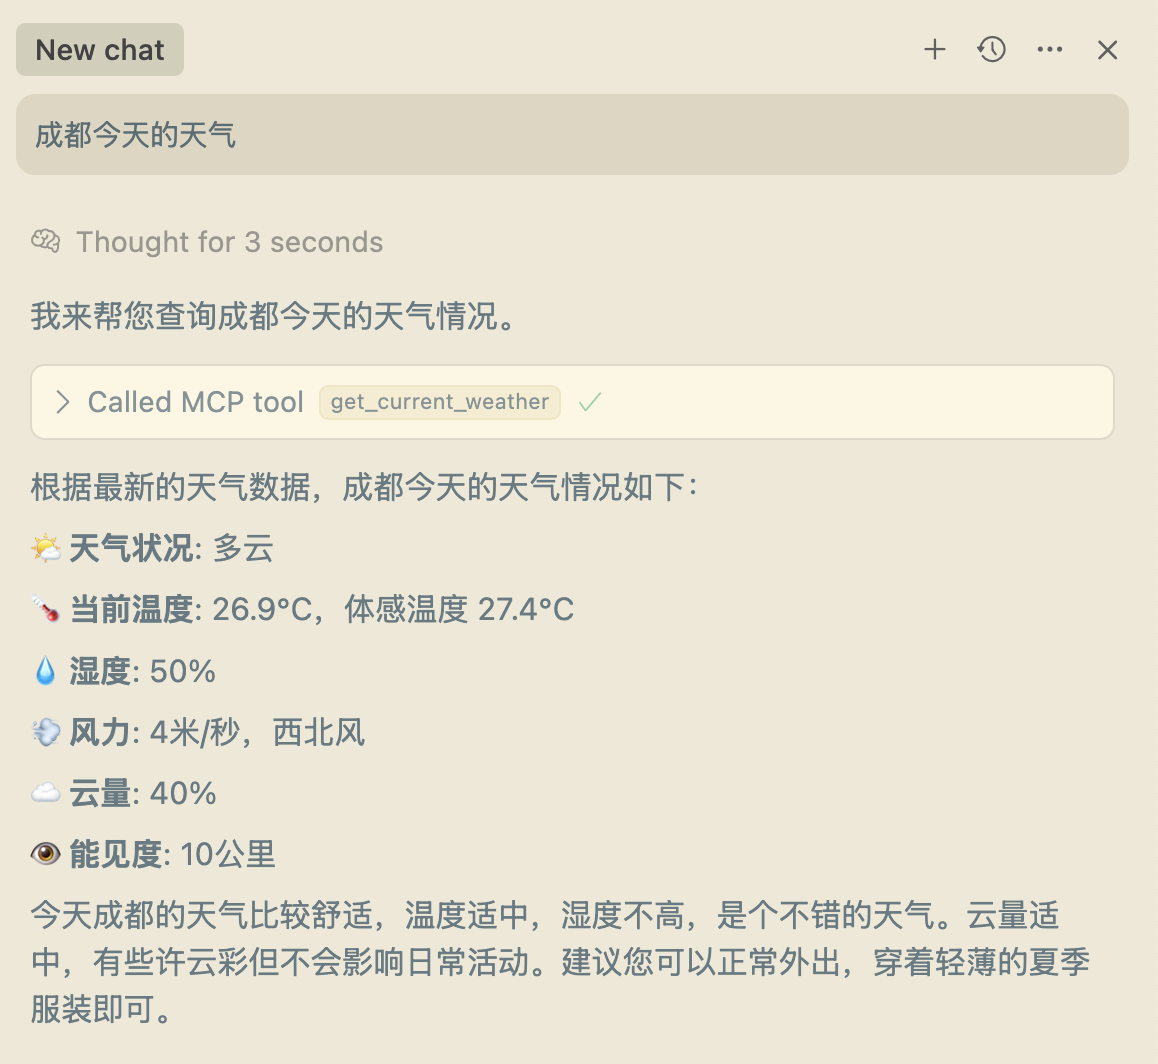 New chat
成都今天的天气
Thought for 3 seconds
我来帮您查询成都今天的天气情况。
Called MCP tool get_current_weather
根据最新的天气数据，成都今天的天气情况如下：
天气状况: 多云
当前温度: 26.9°C，体感温度 27.4°C
湿度: 50%
风力: 4米/秒，西北风
云量: 40%
能见度: 10公里
今天成都的天气比较舒适，温度适中，湿度不高，是个不错的天气。云量适
中，有些许云彩但不会影响日常活动。建议您可以正常外出，穿着轻薄的夏季
服装即可。